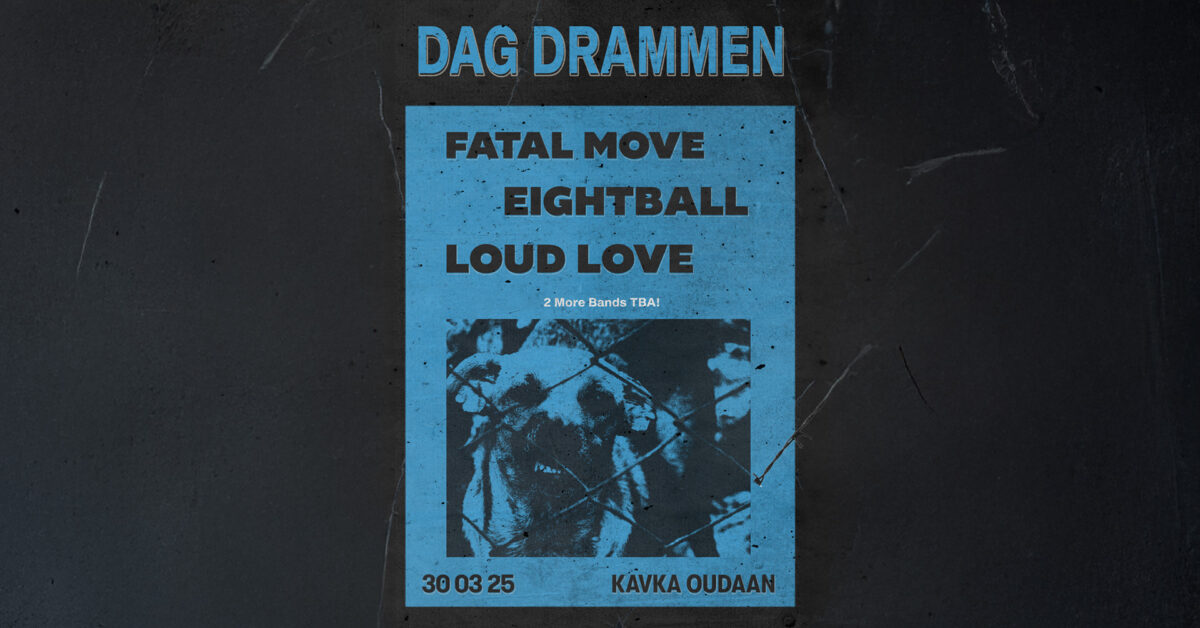 DAG DRAMMEN
FATAL MOVE
EIGHTBALL
LOUD LOVE
2 More Bands TBA!
30 03 25
KAVKA OUDAAN